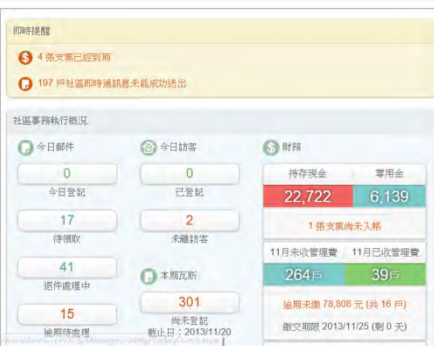 即時提醒
4 張支票已經到期
197 戶社區即時通訊息未能成功送出
社區事務執行概況
今日郵件
0
今日登記
17
待領取
41
退件處理中
15
逾期待處理
今日訪客
0
已登記
2
未離訪客
本期瓦斯
301
尚未登記
截止日：2013/11/20
財務
待存現金 零用金
22,722 6,139
1 張支票尚未入帳
11月未收管理費 11月已收管理費
264戶 39戶
逾期未繳 78,808 元 (共 16 戶)
繳交期限 2013/11/25 (剩 0 天)